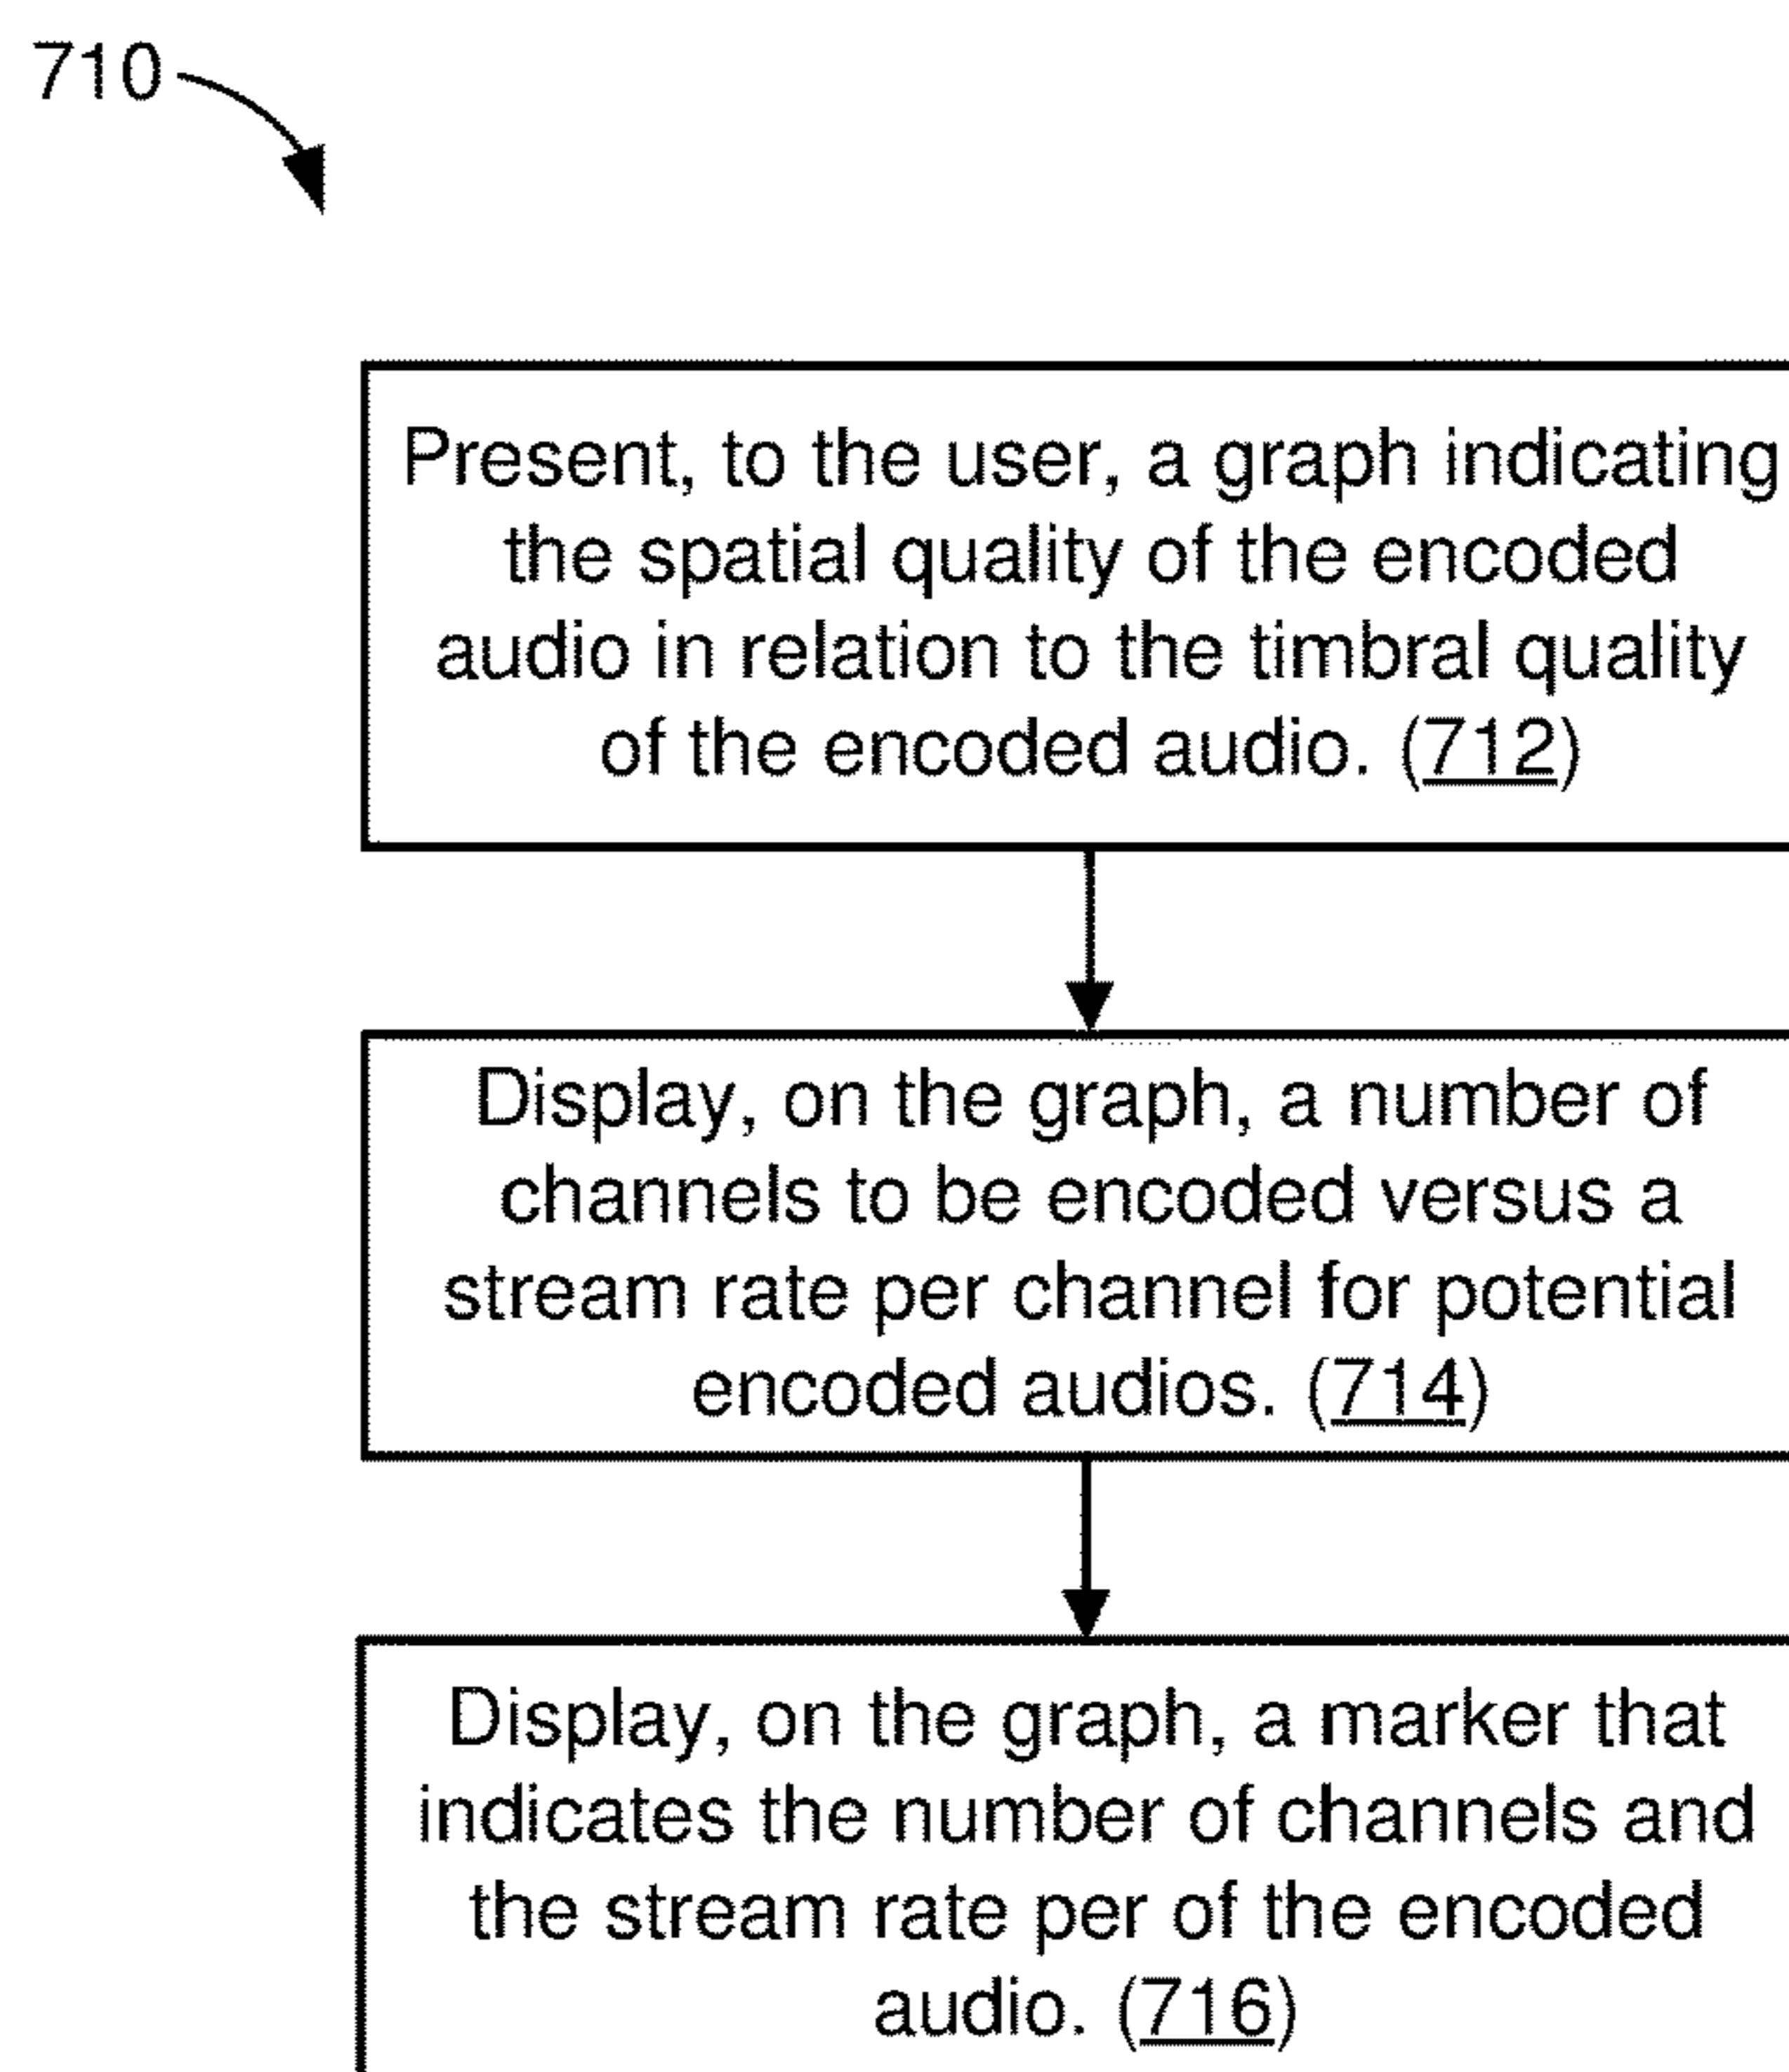 710
Present, to the user, a graph indicating
the spatial quality of the encoded
audio in relation to the timbral quality
of the encoded audio. (712)
Display, on the graph, a number of
channels to be encoded versus a
stream rate per channel for potential
encoded audios. (714)
Display, on the graph, a marker that
indicates the number of channels and
the stream rate per of the encoded
audio. (716)